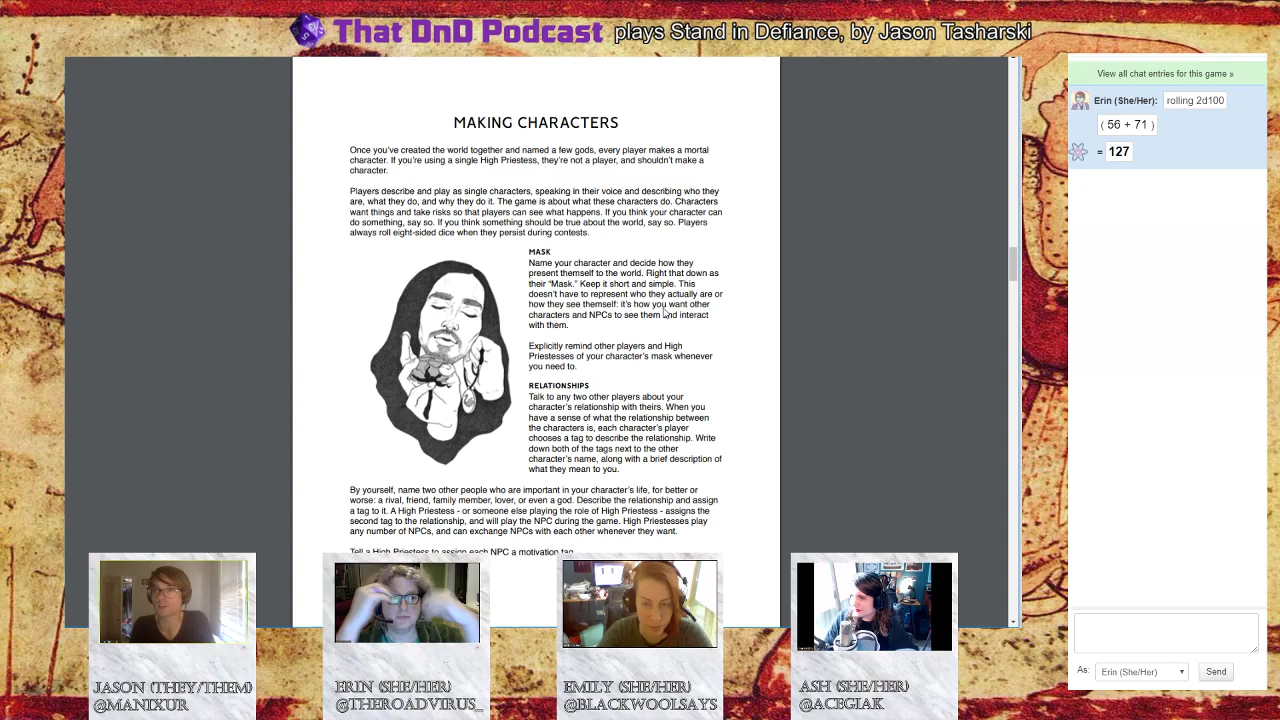 That DnD Podcast plays Stand in Defiance, by Jason Tasharski
MAKING CHARACTERS
Once you've created the world together and named a few gods, every player makes a mortal
character. If you're using a single High Priestess, they're not a player, and shouldn't make a
character.
Players describe and play as single characters, speaking in their voice and describing who they
are, what they do, and why they do it. The game is about what these characters do. Characters
want things and take risks so that players can see what happens. If you think your character can
do something, say so. If you think something should be true about the world, say so. Players
always roll eight-sided dice when they persist during contests.
MASK
Name your character and decide how they
present themself to the world. Right that down as
their "Mask." Keep it short and simple. This
doesn't have to represent who they actually are or
how they see themself: it's how you want other
characters and NPCs to see them and interact
with them.
Explicitly remind other players and High
Priestesses of your character's mask whenever
you need to.
RELATIONSHIPS
Talk to any two other players about your
character's relationship with theirs. When you
have a sense of what the relationship between
the characters is, each character's player
chooses a tag to describe the relationship. Write
down both of the tags next to the other
character's name, along with a brief description of
what they mean to you.
By yourself, name two other people who are important in your character's life, for better or
worse: a rival, friend, family member, lover, or even a god. Describe the relationship and assign
a tag to it. A High Priestess - or someone else playing the role of High Priestess - assigns the
second tag to the relationship, and will play the NPC during the game. High Priestesses play
any number of NPCs, and can exchange NPCs with each other whenever they want.
Tell a High Priestess to assign each NPC a motivation tag
View all chat entries for this game »
Erin (She/Her): rolling 2d100
( 56 + 71 )
= 127
As: Erin (She/Her) Send
JASON (THEY/THEM)
@MANIXUR
ERIN (SHE/HER)
@THEROADVIRUS_
EMILY (SHE/HER)
@BLACKWOOLSAYS
ASH (SHE/HER)
@ACEGIAK